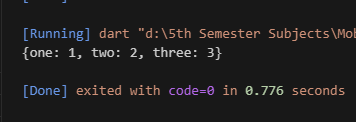 [Running] dart "d:\5th Semester Subjects\Mob
{one: 1, two: 2, three: 3}
[Done] exited with code=0 in 0.776 seconds